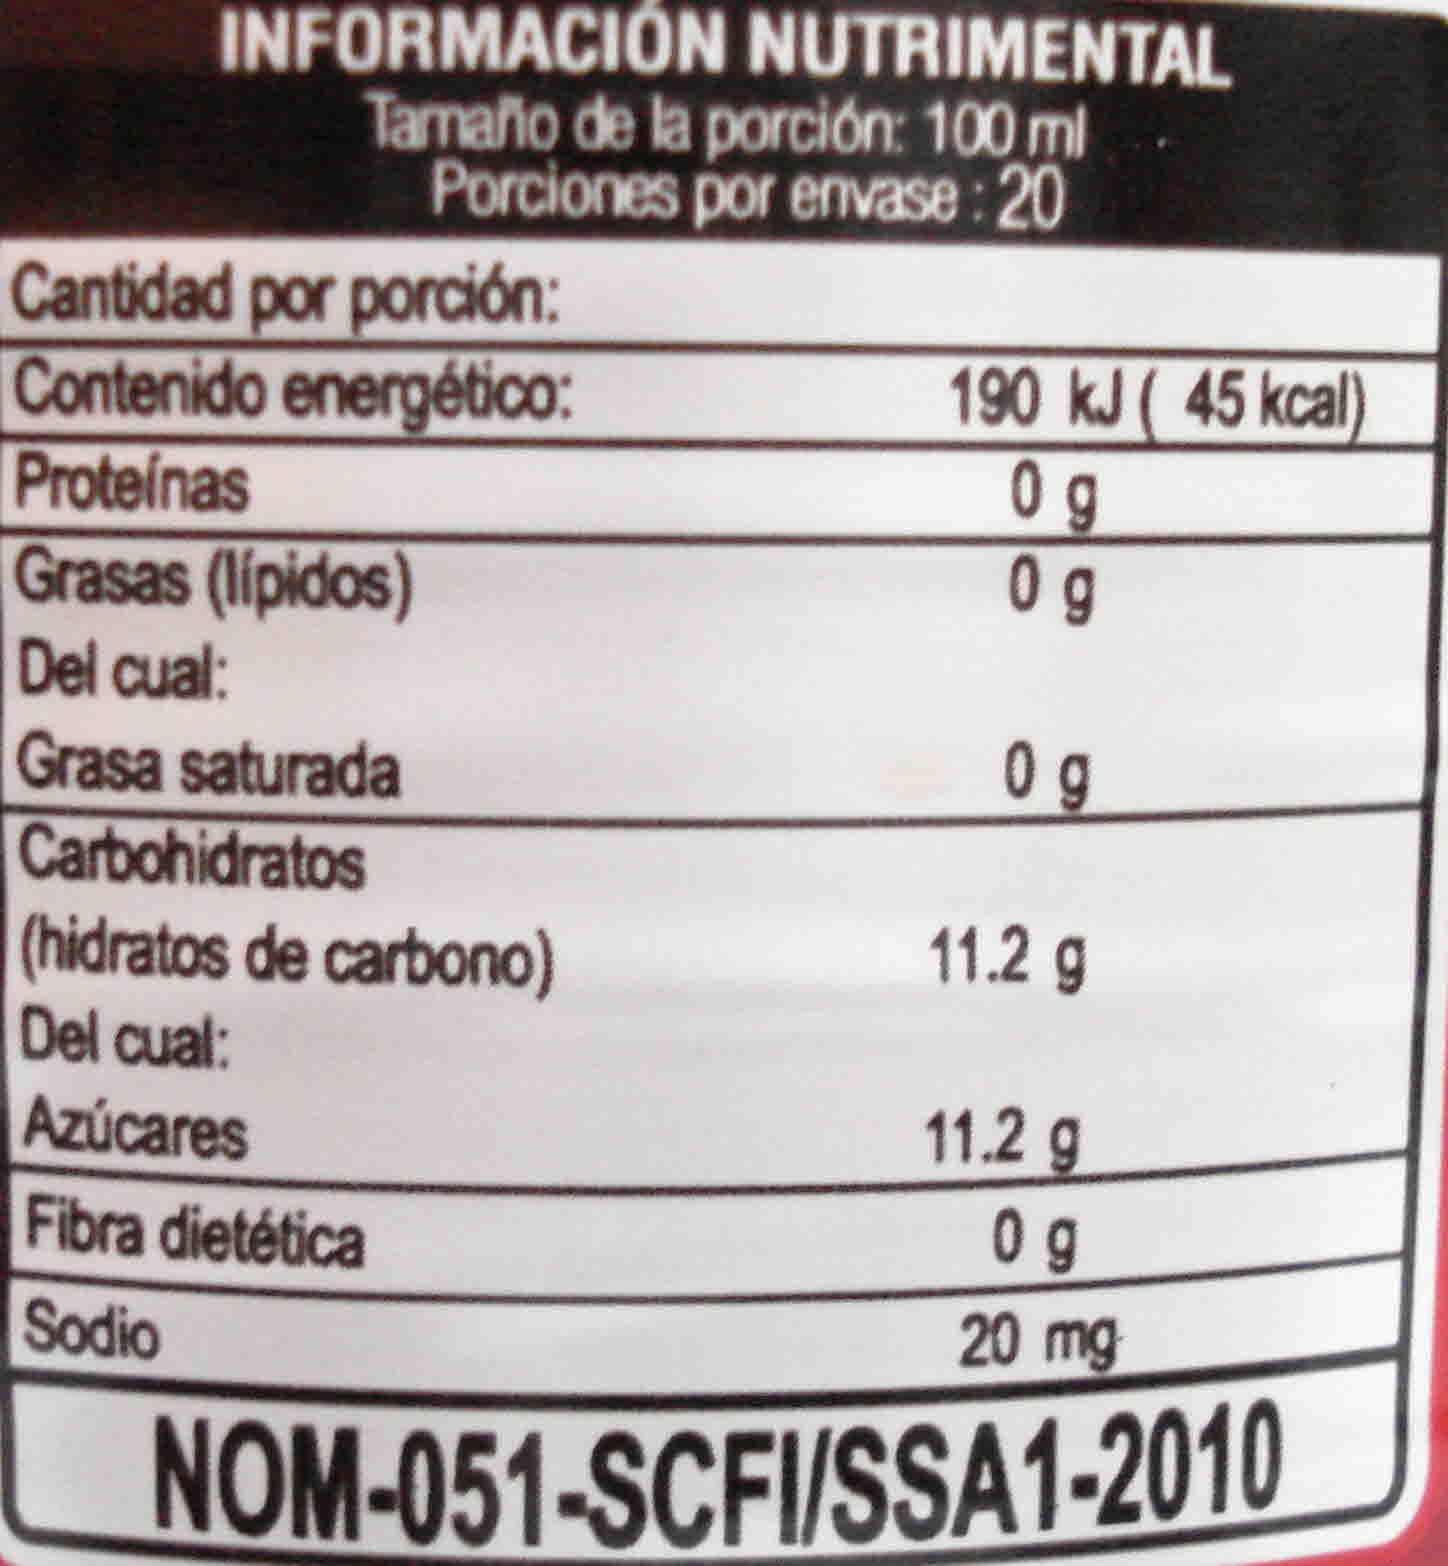 INFORMACIÓN NUTRIMENTAL
Tamaño de la porción: 100 ml
Porciones por envase : 20
Cantidad por porción:
Contenido energético: 190 kJ ( 45 kcal)
Proteínas 0 g
Grasas (lípidos) 0 g
Del cual:
Grasa saturada 0 g
Carbohidratos
(hidratos de carbono) 11.2 g
Del cual:
Azúcares 11.2 g
Fibra dietética 0 g
Sodio 20 mg
NOM-051-SCFI/SSA1-2010